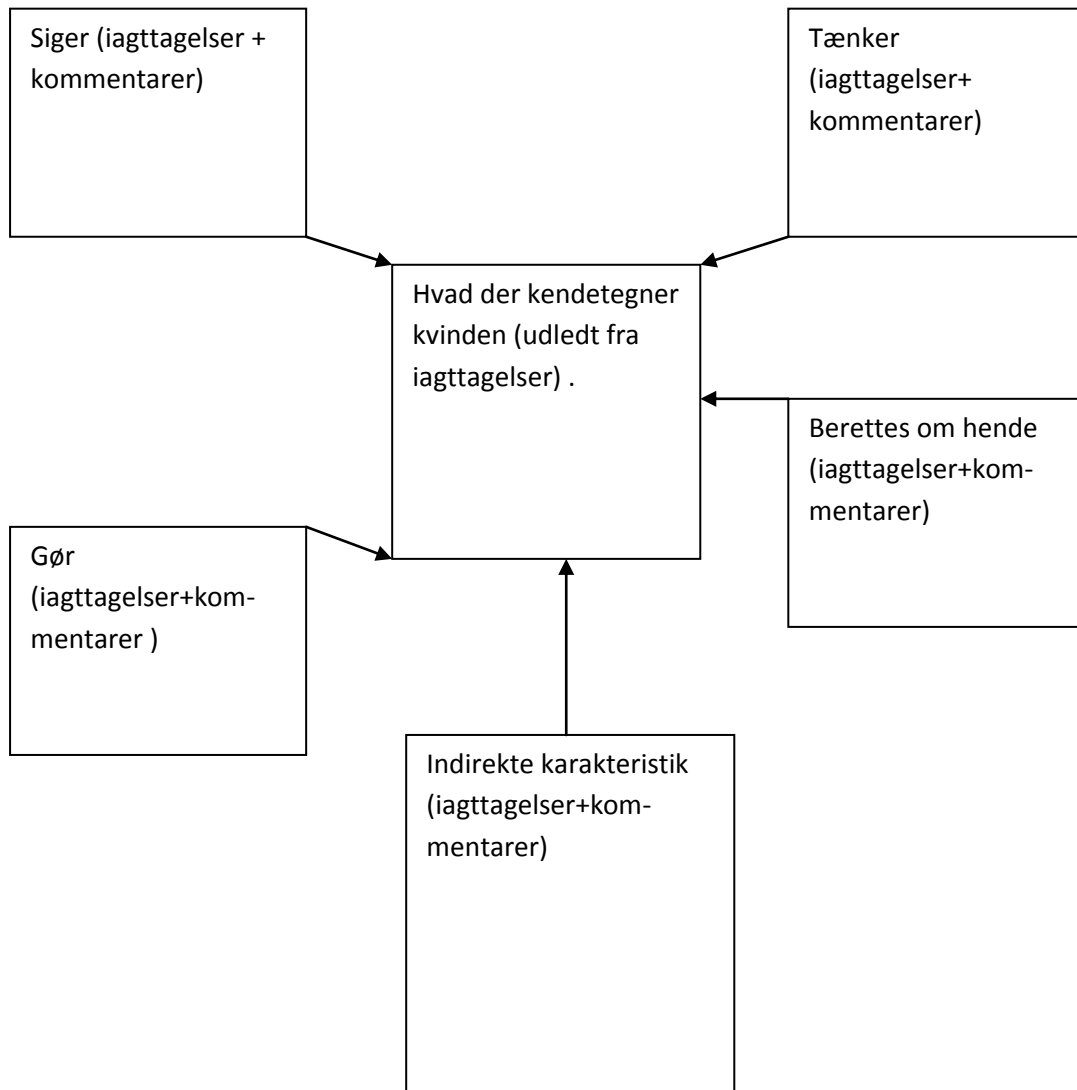 Siger (iagttagelser +
kommentarer)
Tænker
(iagttagelser+
kommentarer)
Hvad der kendetegner
kvinden (udledt fra
iagttagelser) .
Berettes om hende
(iagttagelser+kom-
mentarer)
Gør
(iagttagelser+kom-
mentarer )
Indirekte karakteristik
(iagttagelser+kom-
mentarer)